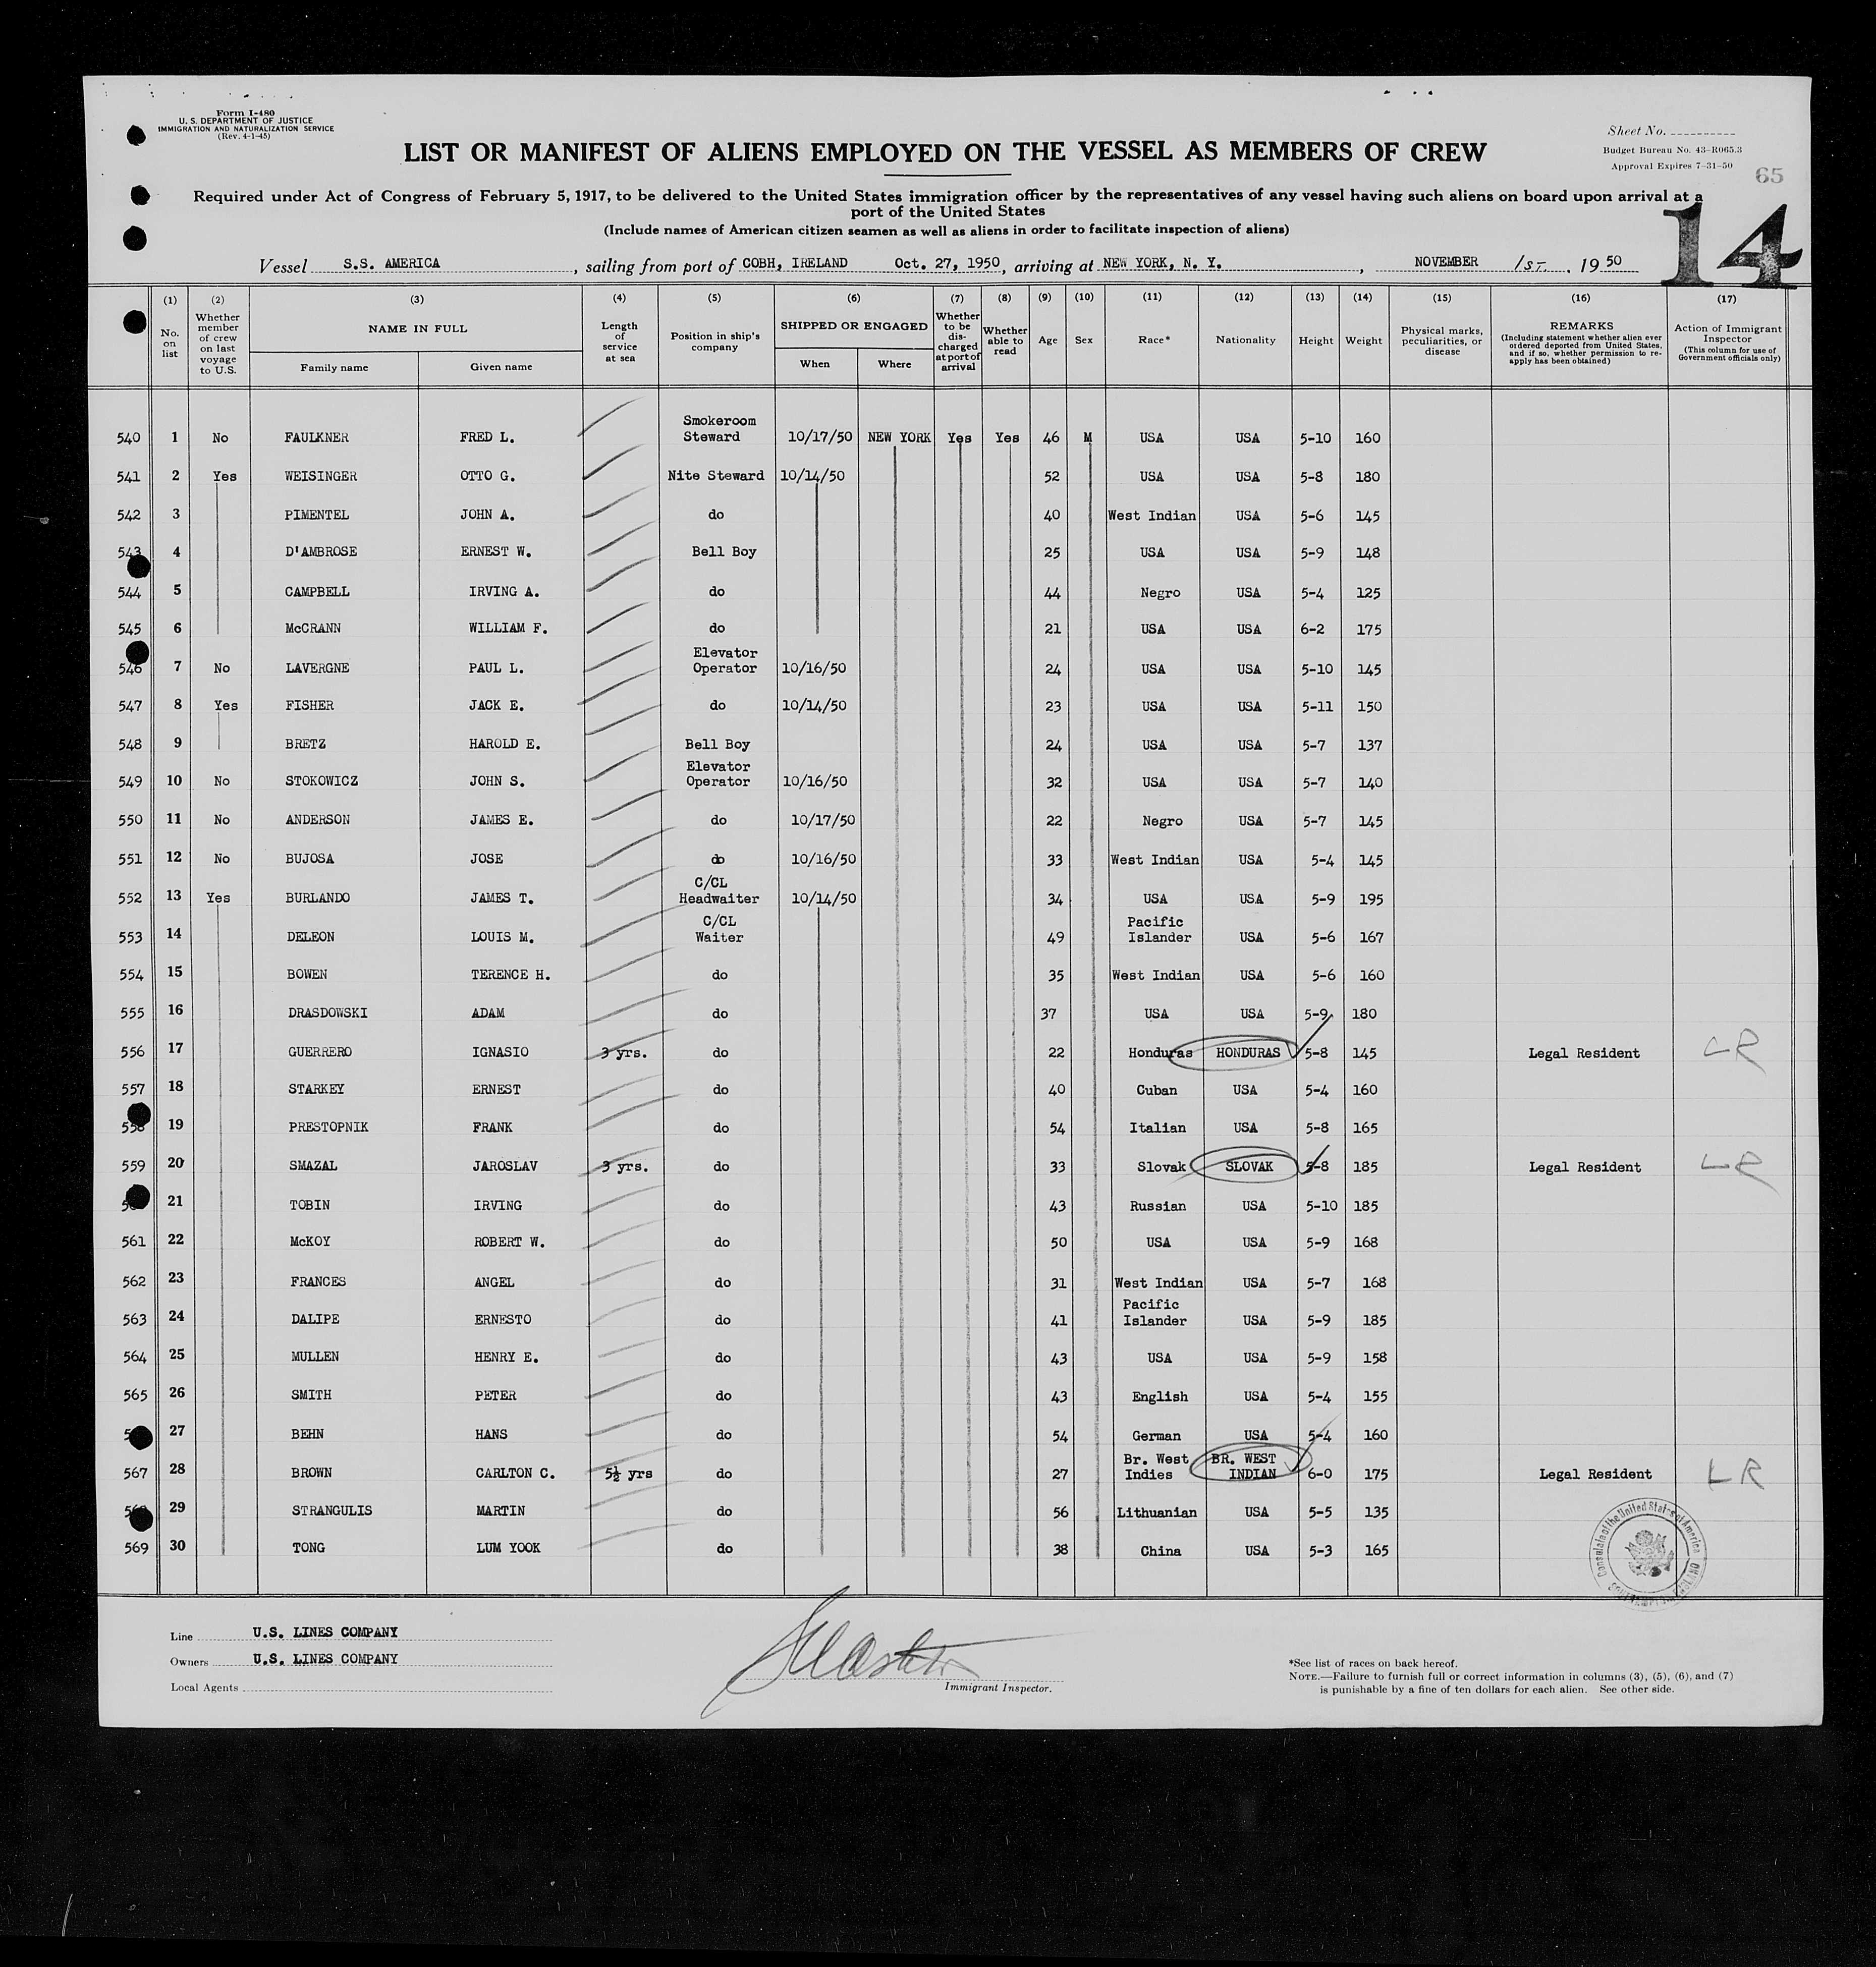 Form I-480
U. S. DEPARTMENT OF JUSTICE
IMMIGRATION AND NATURALIZATION SERVICE
(Rev. 4-1-45)
Sheet No.
Budget Bureau No. 43-R065.3
Approval Expires 7-31-50
65
14
LIST OR MANIFEST OF ALIENS EMPLOYED ON THE VESSEL AS MEMBERS OF CREW
Required under Act of Congress of February 5, 1917, to be delivered to the United States immigration officer by the representatives of any vessel having such aliens on board upon arrival at a
port of the United States
(Include names of American citizen seamen as well as aliens in order to facilitate inspection of aliens)
Vessel S.S. AMERICA, sailing from port of COBH, IRELAND Oct. 27, 1950, arriving at NEW YORK, N. Y., NOVEMBER 1ST., 1950
(1) No. on list
(2) Whether member of crew on last voyage to U.S.
(3) NAME IN FULL Family name Given name
(4) Length of service at sea
(5) Position in ship's company
(6) SHIPPED OR ENGAGED When Where
(7) Whether to be discharged at port of arrival
(8) Whether able to read
(9) Age
(10) Sex
(11) Race*
(12) Nationality
(13) Height
(14) Weight
(15) Physical marks, peculiarities, or disease
(16) REMARKS (Including statement whether alien ever ordered deported from United States, and if so, whether permission to re-apply has been obtained)
(17) Action of Immigrant Inspector (This column for use of Government officials only)
540 1 No FAULKNER FRED L. Smokeroom Steward 10/17/50 NEW YORK Yes Yes 46 M USA USA 5-10 160
541 2 Yes WEISINGER OTTO G. Nite Steward 10/14/50 52 USA USA 5-8 180
542 3 PIMENTEL JOHN A. do 40 West Indian USA 5-6 145
543 4 D'AMBROSE ERNEST W. Bell Boy 25 USA USA 5-9 148
544 5 CAMPBELL IRVING A. do 44 Negro USA 5-4 125
545 6 McCRANN WILLIAM F. do 21 USA USA 6-2 175
546 7 No LAVERGNE PAUL L. Elevator Operator 10/16/50 24 USA USA 5-10 145
547 8 Yes FISHER JACK E. do 10/14/50 23 USA USA 5-11 150
548 9 BRETZ HAROLD E. Bell Boy 24 USA USA 5-7 137
549 10 No STOKOWICZ JOHN S. Elevator Operator 10/16/50 32 USA USA 5-7 140
550 11 No ANDERSON JAMES E. do 10/17/50 22 Negro USA 5-7 145
551 12 No BUJOSA JOSE do 10/16/50 33 West Indian USA 5-4 145
552 13 Yes BURLANDO JAMES T. C/CL Headwaiter 10/14/50 34 USA USA 5-9 195
553 14 DELEON LOUIS M. C/CL Waiter 49 Pacific Islander USA 5-6 167
554 15 BOWEN TERENCE H. do 35 West Indian USA 5-6 160
555 16 DRASDOWSKI ADAM do 37 USA USA 5-9 180
556 17 GUERRERO IGNASIO 3 yrs. do 22 Honduras HONDURAS 5-8 145 Legal Resident LR
557 18 STARKEY ERNEST do 40 Cuban USA 5-4 160
558 19 PRESTOPNIK FRANK do 54 Italian USA 5-8 165
559 20 SMAZAL JAROSLAV 3 yrs. do 33 Slovak SLOVAK 5-8 185 Legal Resident LR
21 TOBIN IRVING do 43 Russian USA 5-10 185
561 22 McKOY ROBERT W. do 50 USA USA 5-9 168
562 23 FRANCES ANGEL do 31 West Indian USA 5-7 168
563 24 DALIPE ERNESTO do 41 Pacific Islander USA 5-9 185
564 25 MULLEN HENRY E. do 43 USA USA 5-9 158
565 26 SMITH PETER do 43 English USA 5-4 155
27 BEHN HANS do 54 German USA 5-4 160
567 28 BROWN CARLTON C. 5½ yrs do 27 Br. West Indies BR. WEST INDIAN 6-0 175 Legal Resident LR
29 STRANGULIS MARTIN do 56 Lithuanian USA 5-5 135
569 30 TONG LUM YOOK do 38 China USA 5-3 165
Consulate of the United States of America
Line U.S. LINES COMPANY
Owners U.S. LINES COMPANY
Local Agents
Immigrant Inspector.
*See list of races on back hereof.
NOTE.—Failure to furnish full or correct information in columns (3), (5), (6), and (7)
is punishable by a fine of ten dollars for each alien. See other side.